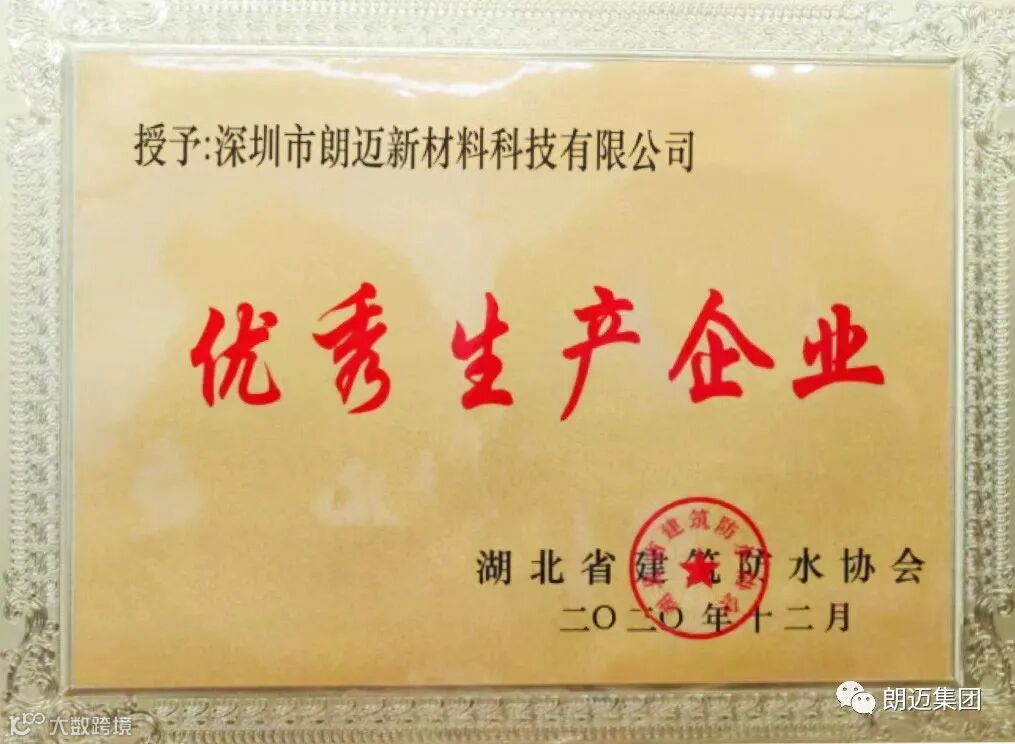 授予:深圳市朗迈新材料科技有限公司
优秀生产企业
湖北省建筑防水协会
二〇二〇年十二月
朗迈集团
大数跨境